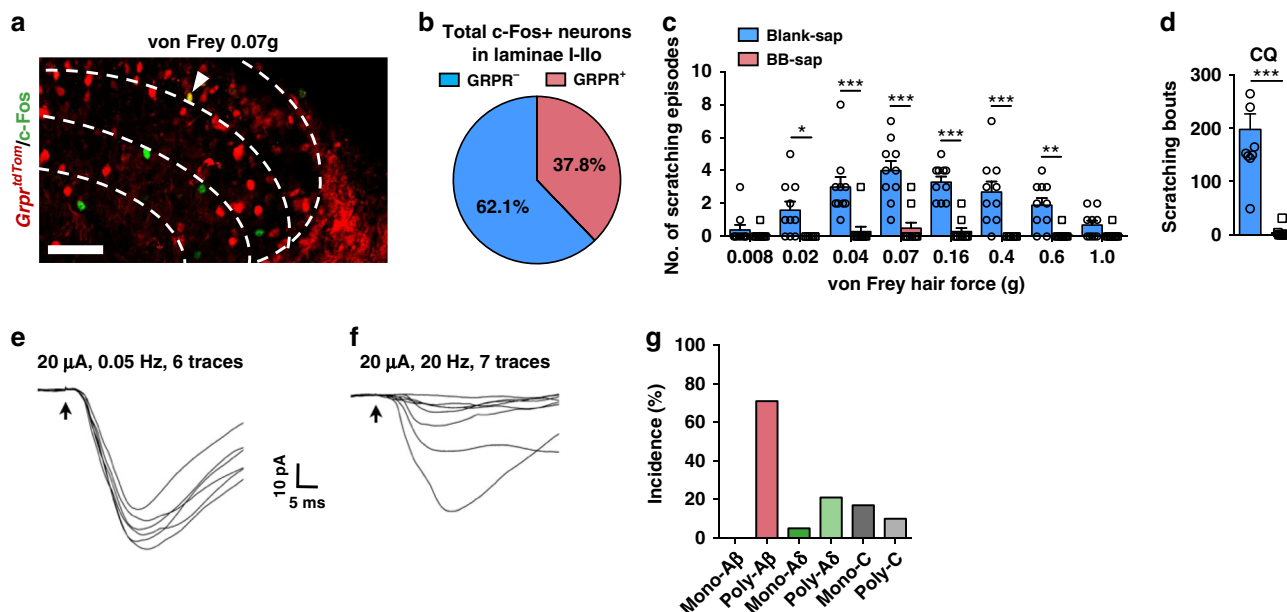 a
von Frey 0.07g
Grpr^tdTom/c-Fos
b
Total c-Fos+ neurons
in laminae I-IIo
GRPR⁻ GRPR⁺
37.8%
62.1%
c
Blank-sap
BB-sap
No. of scratching episodes
10
8
6
4
2
0
* *** *** *** *** **
0.008 0.02 0.04 0.07 0.16 0.4 0.6 1.0
von Frey hair force (g)
d
CQ
***
Scratching bouts
300
200
100
0
e
20 μA, 0.05 Hz, 6 traces
10 pA
5 ms
f
20 μA, 20 Hz, 7 traces
g
Incidence (%)
100
80
60
40
20
0
Mono-Aβ
Poly-Aβ
Mono-Aδ
Poly-Aδ
Mono-C
Poly-C